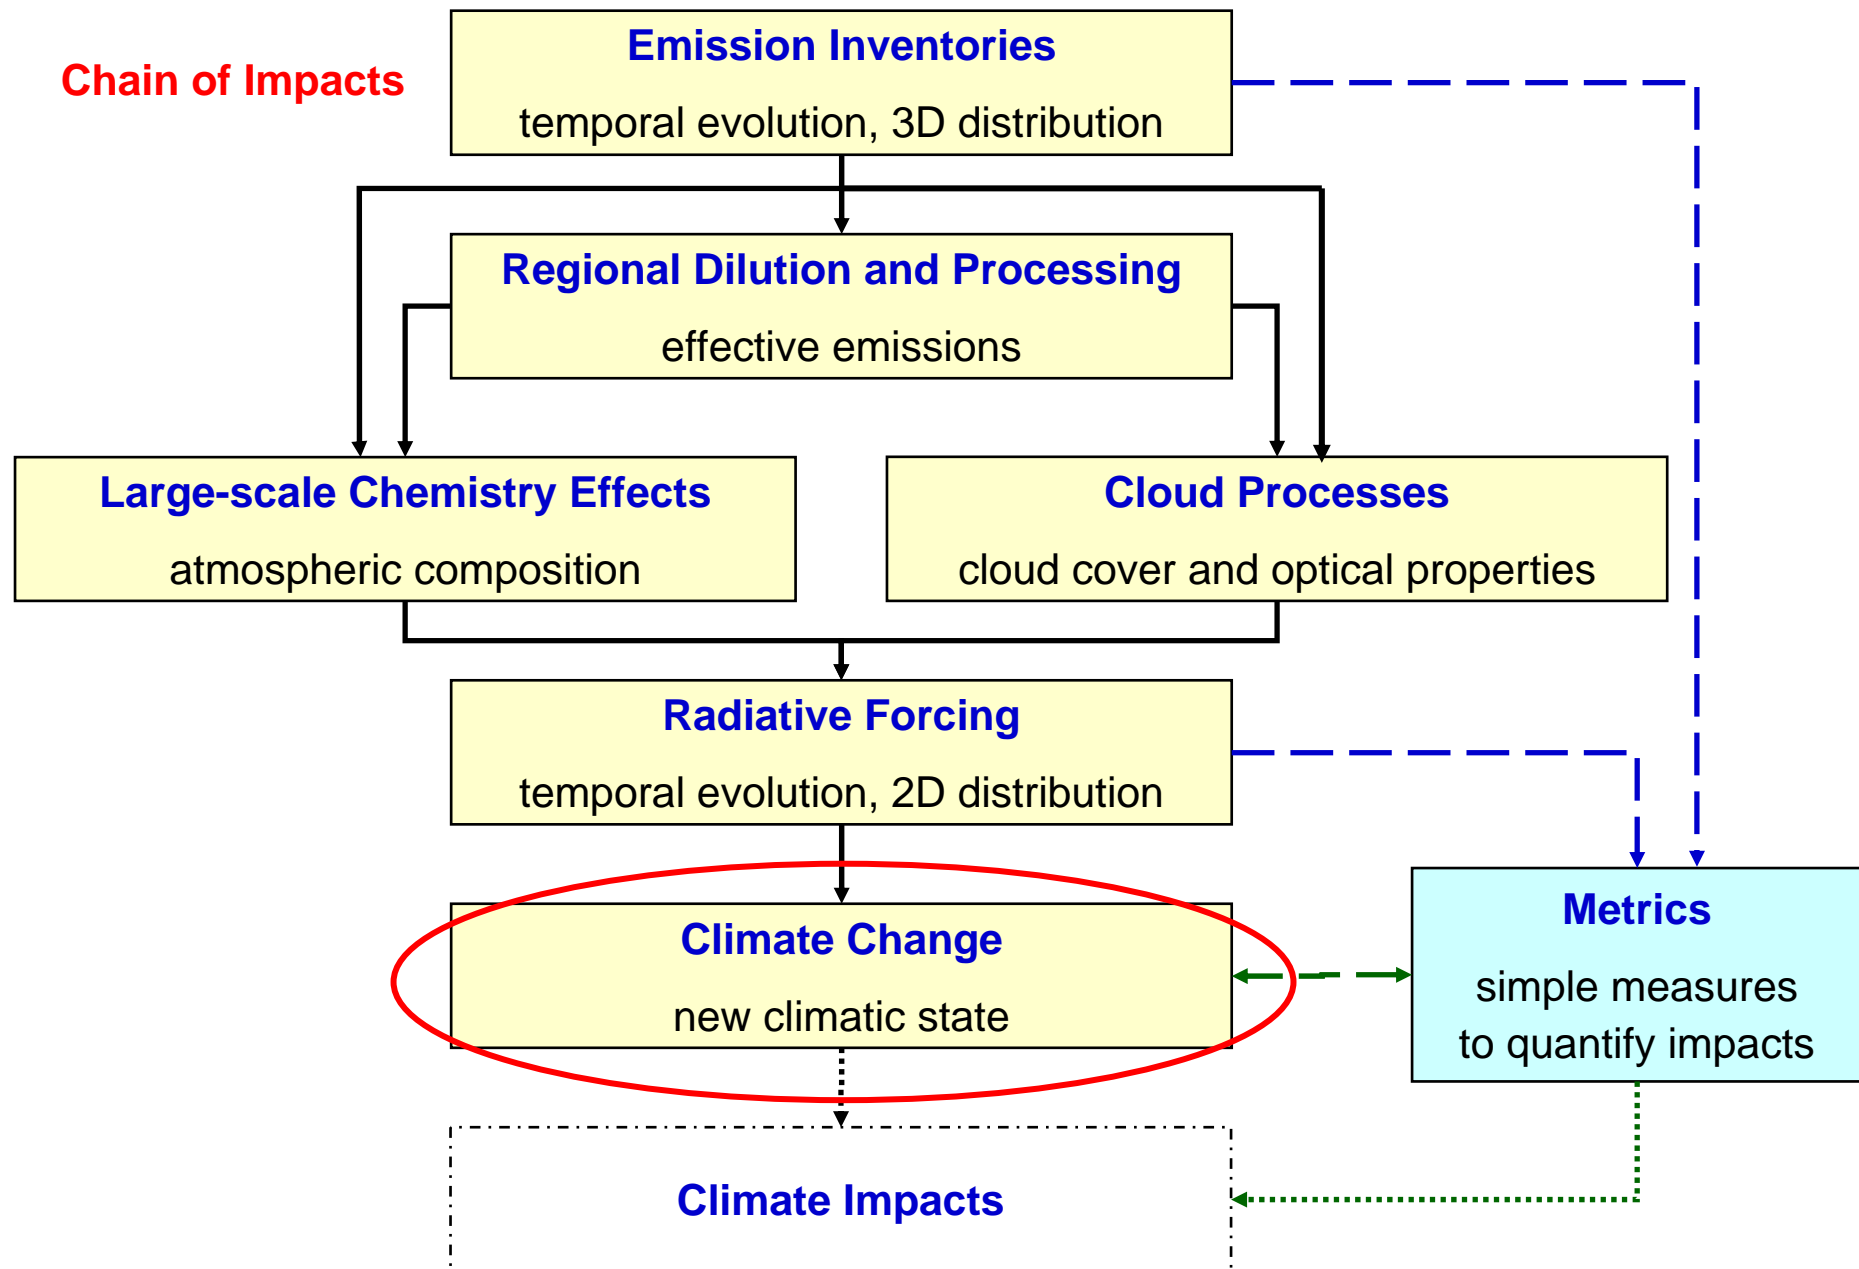 Chain of Impacts
Emission Inventories
temporal evolution, 3D distribution
Regional Dilution and Processing
effective emissions
Large-scale Chemistry Effects
atmospheric composition
Cloud Processes
cloud cover and optical properties
Radiative Forcing
temporal evolution, 2D distribution
Climate Change
new climatic state
Metrics
simple measures
to quantify impacts
Climate Impacts